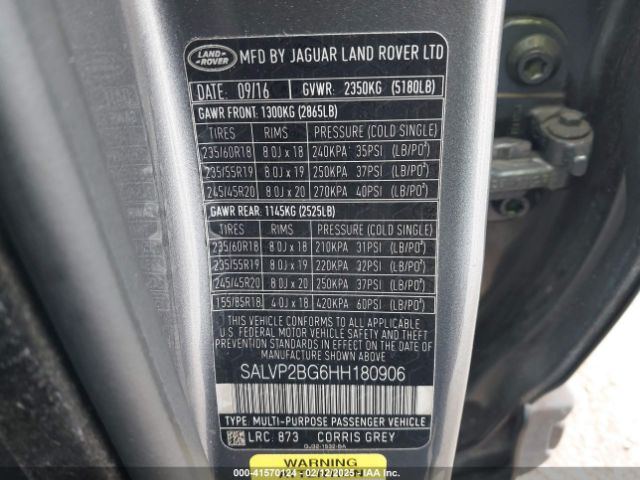 LAND-
ROVER
MFD BY JAGUAR LAND ROVER LTD
DATE: 09/16 GVWR: 2350KG (5180LB)
GAWR FRONT: 1300KG (2865LB)
TIRES RIMS PRESSURE (COLD SINGLE)
235/60R18 8.0J x 18 240KPA 35PSI (LB/PO²)
235/55R19 8.0J x 19 250KPA 37PSI (LB/PO²)
245/45R20 8.0J x 20 270KPA 40PSI (LB/PO²)
GAWR REAR: 1145KG (2525LB)
TIRES RIMS PRESSURE (COLD SINGLE)
235/60R18 8.0J x 18 210KPA 31PSI (LB/PO²)
235/55R19 8.0J x 19 220KPA 32PSI (LB/PO²)
245/45R20 8.0J x 20 250KPA 37PSI (LB/PO²)
155/85R18 4.0J x 18 420KPA 60PSI (LB/PO²)
THIS VEHICLE CONFORMS TO ALL APPLICABLE
U.S. FEDERAL MOTOR VEHICLE SAFETY AND THEFT
PREVENTION STANDARDS IN EFFECT ON THE DATE OF
MANUFACTURE SHOWN ABOVE.
SALVP2BG6HH180906
TYPE: MULTI-PURPOSE PASSENGER VEHICLE
LRC: 873 CORRIS GREY
WARNING
000-41570124 - 02/12/2025 -